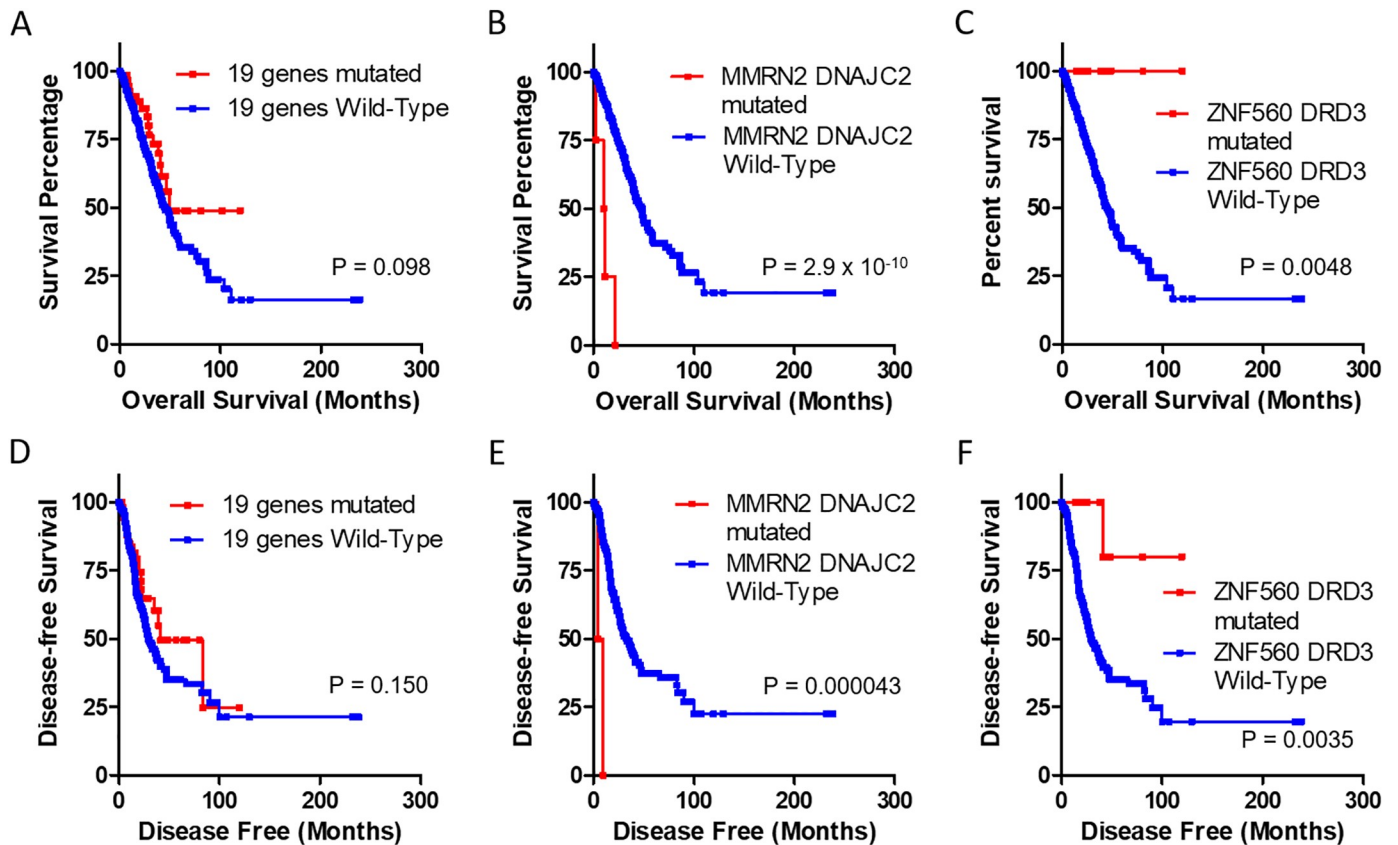 A
Survival Percentage
100
75
50
25
0
19 genes mutated
19 genes Wild-Type
P = 0.098
0 100 200 300
Overall Survival (Months)
B
Survival Percentage
100
75
50
25
0
MMRN2 DNAJC2
mutated
MMRN2 DNAJC2
Wild-Type
P = 2.9 x 10⁻¹⁰
0 100 200 300
Overall Survival (Months)
C
Percent survival
100
75
50
25
0
ZNF560 DRD3
mutated
ZNF560 DRD3
Wild-Type
P = 0.0048
0 100 200 300
Overall Survival (Months)
D
Disease-free Survival
100
75
50
25
0
19 genes mutated
19 genes Wild-Type
P = 0.150
0 100 200 300
Disease Free (Months)
E
Disease-free Survival
100
75
50
25
0
MMRN2 DNAJC2
mutated
MMRN2 DNAJC2
Wild-Type
P = 0.000043
0 100 200 300
Disease Free (Months)
F
Disease-free Survival
100
75
50
25
0
ZNF560 DRD3
mutated
ZNF560 DRD3
Wild-Type
P = 0.0035
0 100 200 300
Disease Free (Months)